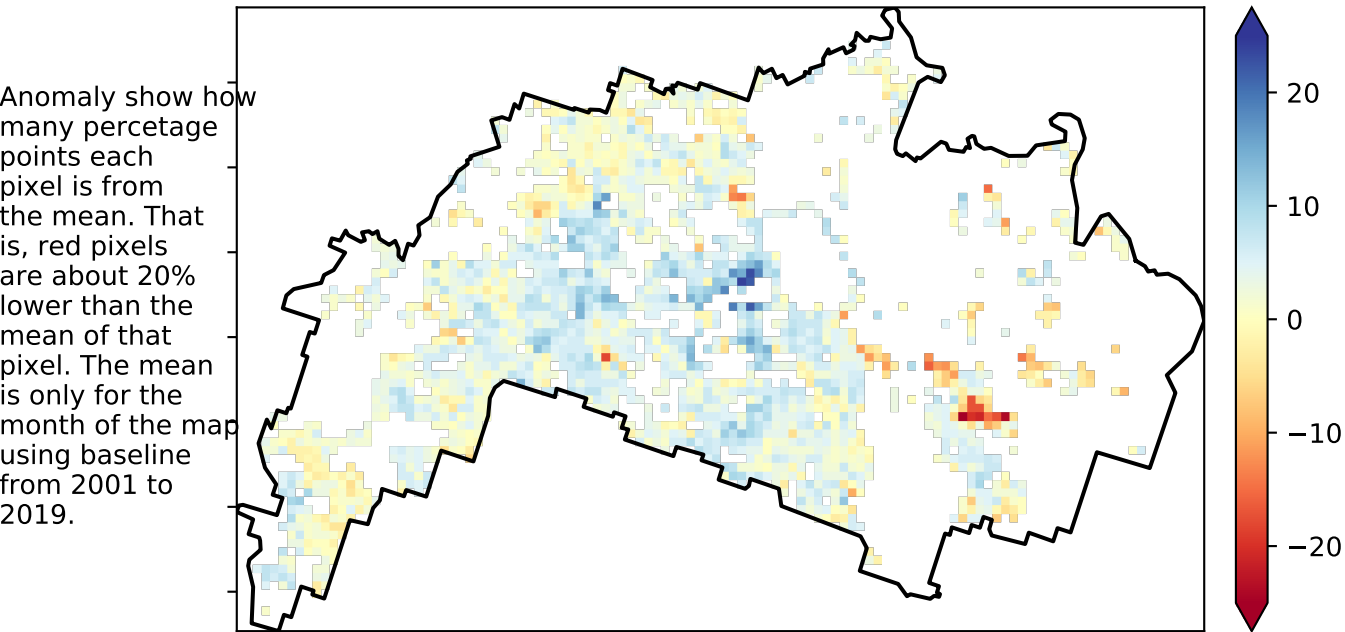 Anomaly show how
many percetage
points each
pixel is from
the mean. That
is, red pixels
are about 20%
lower than the
mean of that
pixel. The mean
is only for the
month of the map
using baseline
from 2001 to
2019.
20
10
0
−10
−20